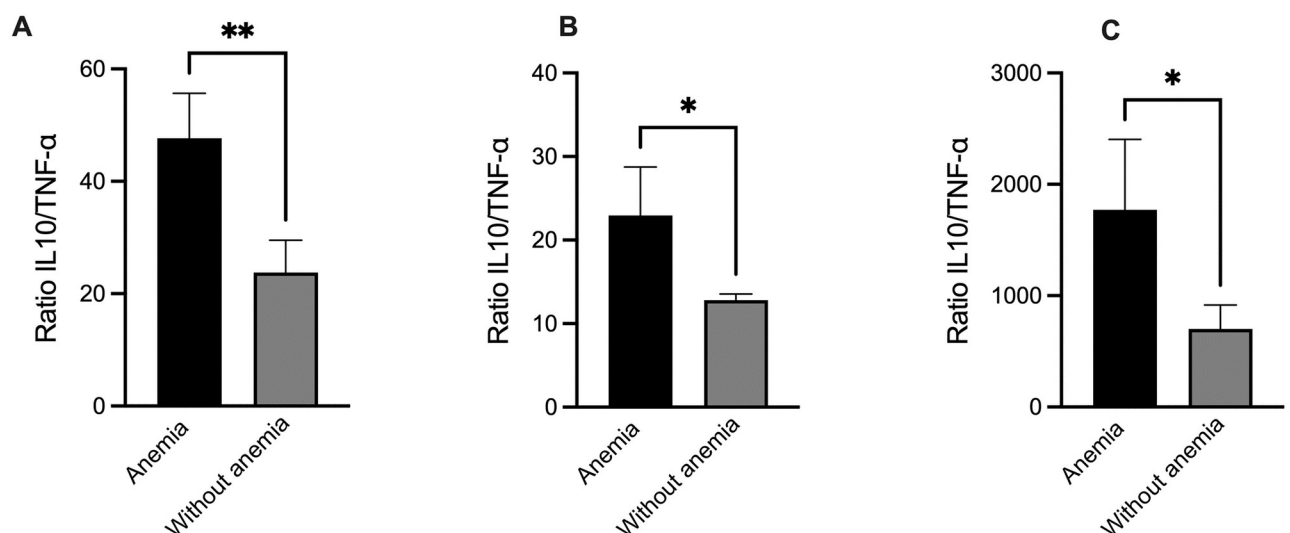 A
**
Ratio IL10/TNF-α
60
40
20
0
Anemia
Without anemia
B
*
Ratio IL10/TNF-α
40
30
20
10
0
Anemia
Without anemia
C
*
Ratio IL10/TNF-α
3000
2000
1000
0
Anemia
Without anemia